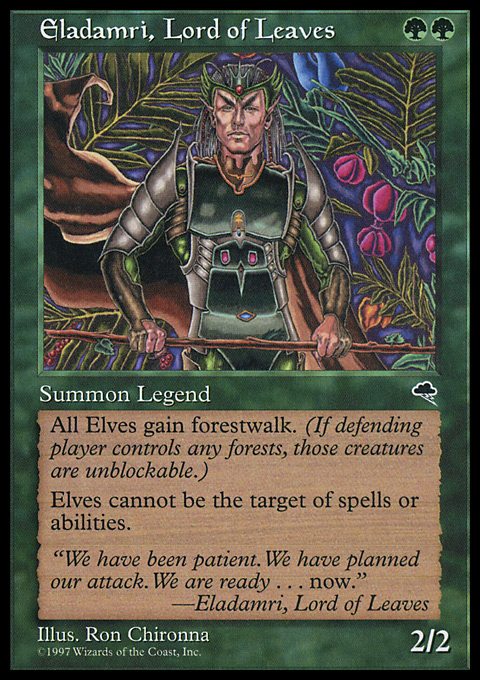 Eladamri, Lord of Leaves
Summon Legend
All Elves gain forestwalk. (If defending
player controls any forests, those creatures
are unblockable.)
Elves cannot be the target of spells or
abilities.
“We have been patient. We have planned
our attack. We are ready . . . now.”
—Eladamri, Lord of Leaves
Illus. Ron Chironna
©1997 Wizards of the Coast, Inc.
2/2